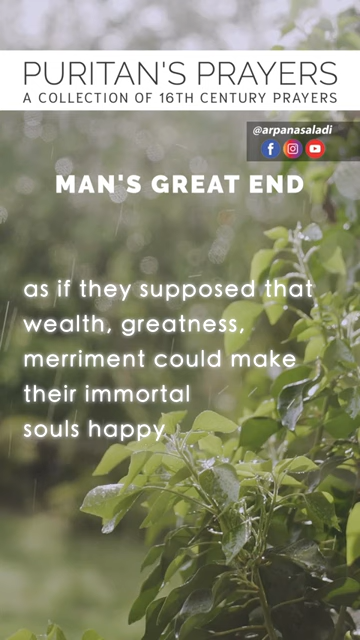 PURITAN'S PRAYERS
A COLLECTION OF 16TH CENTURY PRAYERS
@arpanasaladi
MAN'S GREAT END
as if they supposed that
wealth, greatness,
merriment could make
their immortal
souls happy.